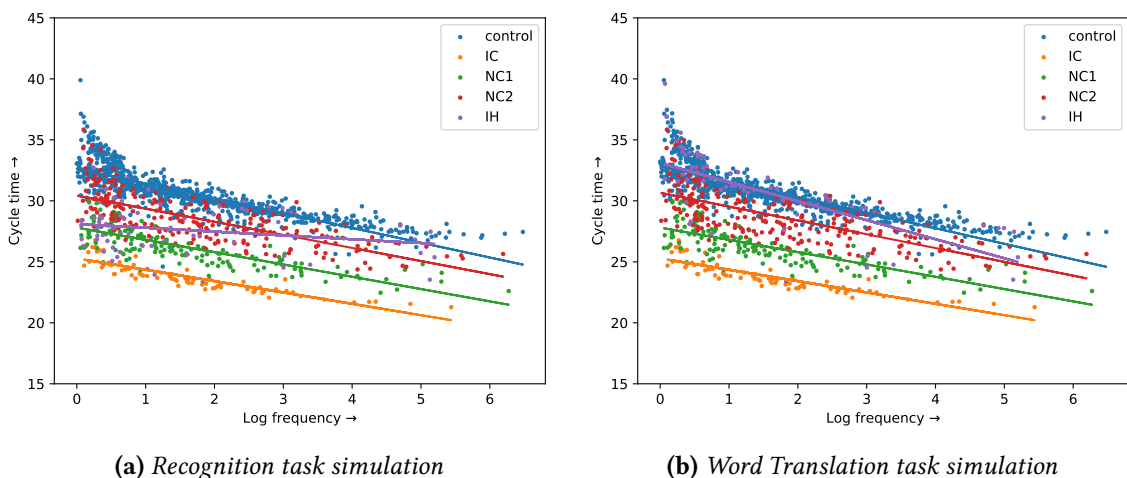 45
40
35
30
25
20
15
Cycle time →
0 1 2 3 4 5 6
Log frequency →
control
IC
NC1
NC2
IH
(a) Recognition task simulation
45
40
35
30
25
20
15
Cycle time →
0 1 2 3 4 5 6
Log frequency →
control
IC
NC1
NC2
IH
(b) Word Translation task simulation